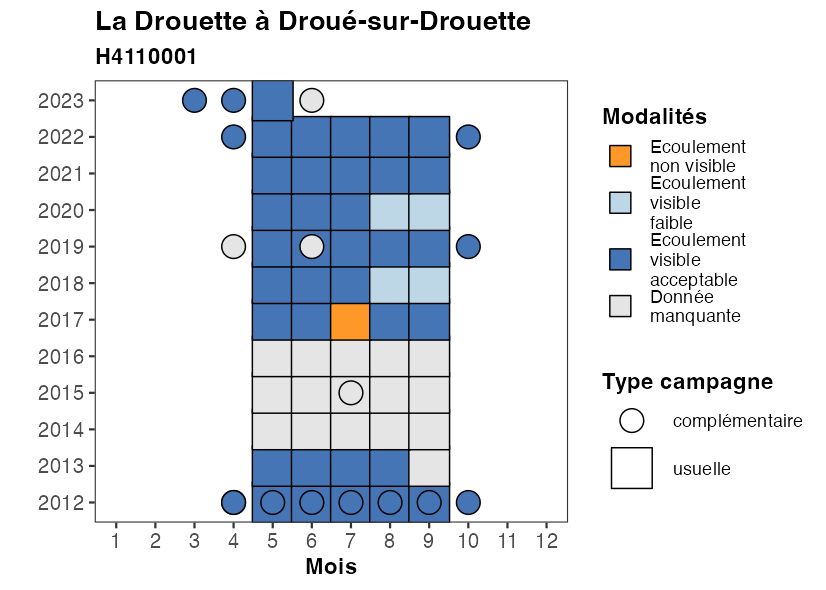 La Drouette à Droué-sur-Drouette
H4110001
2023
2022
2021
2020
2019
2018
2017
2016
2015
2014
2013
2012
1 2 3 4 5 6 7 8 9 10 11 12
Mois
Modalités
Ecoulement
non visible
Ecoulement
visible
faible
Ecoulement
visible
acceptable
Donnée
manquante
Type campagne
complémentaire
usuelle